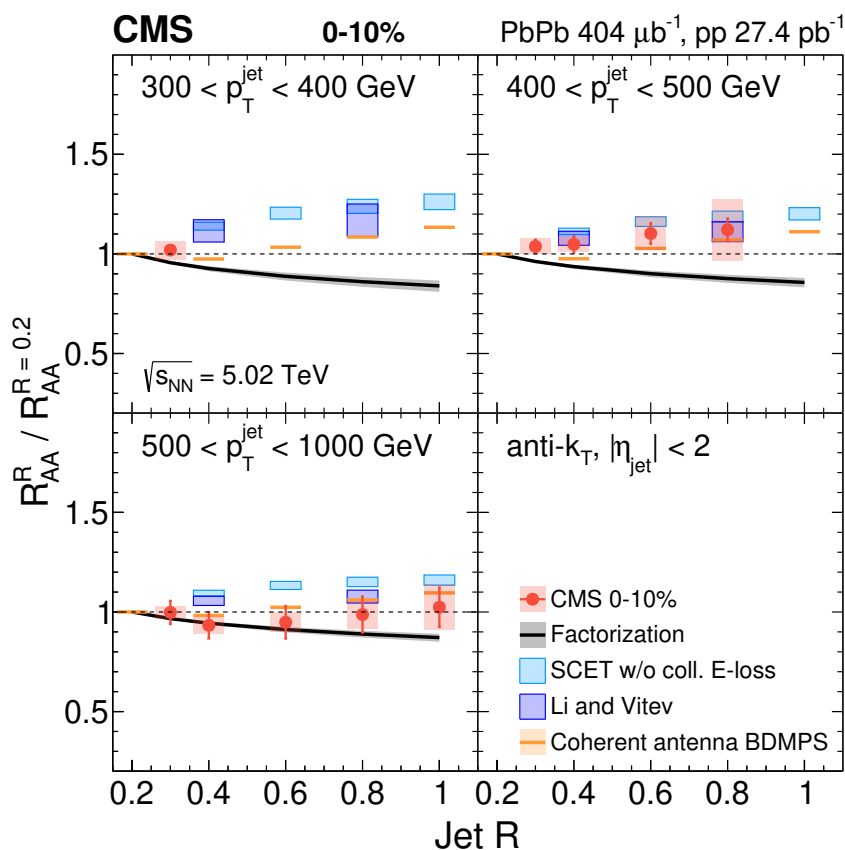 CMS 0-10% PbPb 404 μb⁻¹, pp 27.4 pb⁻¹
300 < p_T^jet < 400 GeV
400 < p_T^jet < 500 GeV
1.5
1
0.5
√s_NN = 5.02 TeV
R_AA^R / R_AA^{R = 0.2}
500 < p_T^jet < 1000 GeV
anti-k_T, |η_jet| < 2
1.5
1
0.5
CMS 0-10%
Factorization
SCET w/o coll. E-loss
Li and Vitev
Coherent antenna BDMPS
0.2 0.4 0.6 0.8 1 0.2 0.4 0.6 0.8 1
Jet R